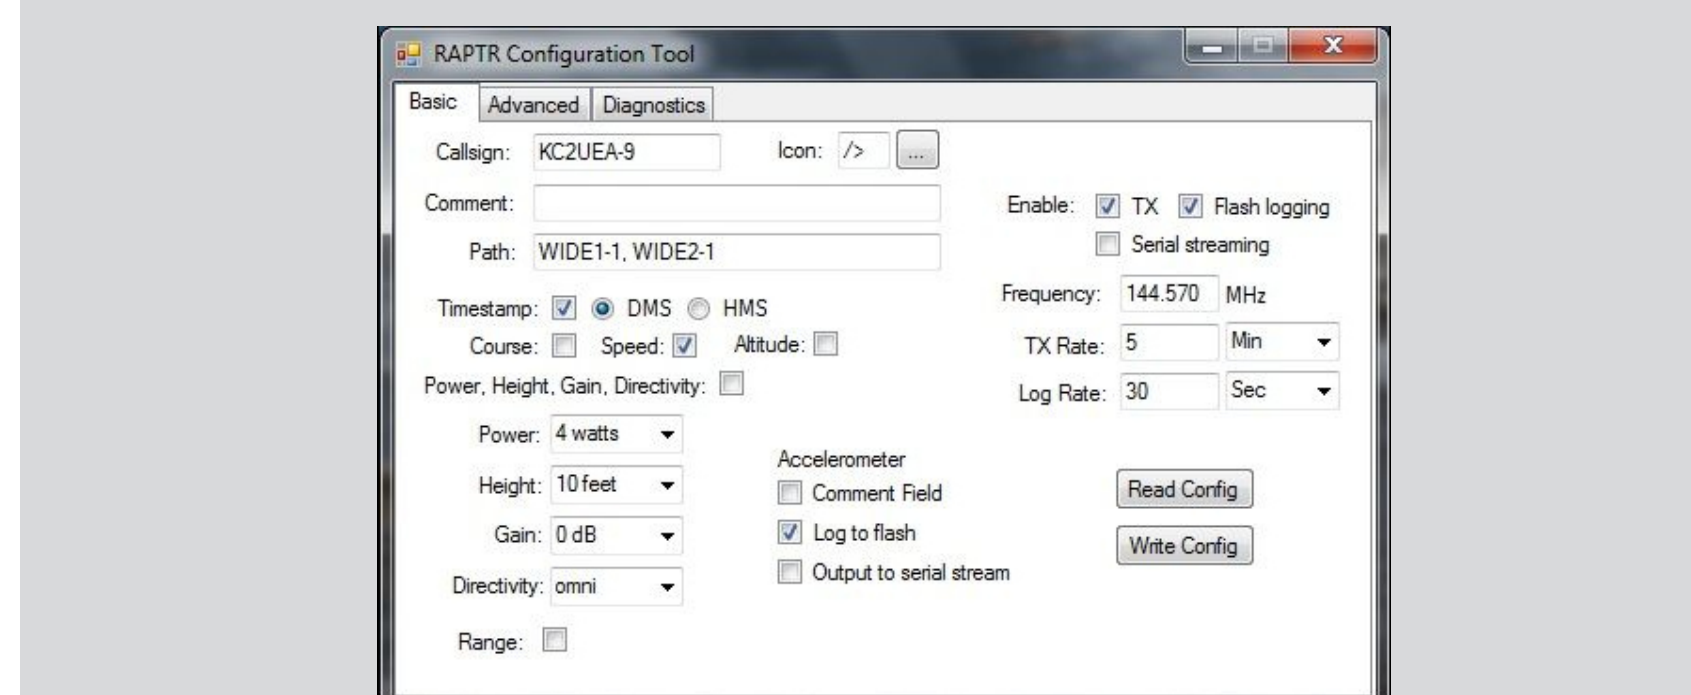 RAPTR Configuration Tool
Basic Advanced Diagnostics
Callsign: KC2UEA-9 Icon: /> ...
Comment:
Enable: TX Flash logging
Serial streaming
Path: WIDE1-1, WIDE2-1
Frequency: 144.570 MHz
Timestamp: DMS HMS
Course: Speed: Altitude:
TX Rate: 5 Min
Power, Height, Gain, Directivity:
Log Rate: 30 Sec
Power: 4 watts
Height: 10 feet
Gain: 0 dB
Directivity: omni
Range:
Accelerometer
Comment Field
Log to flash
Output to serial stream
Read Config
Write Config